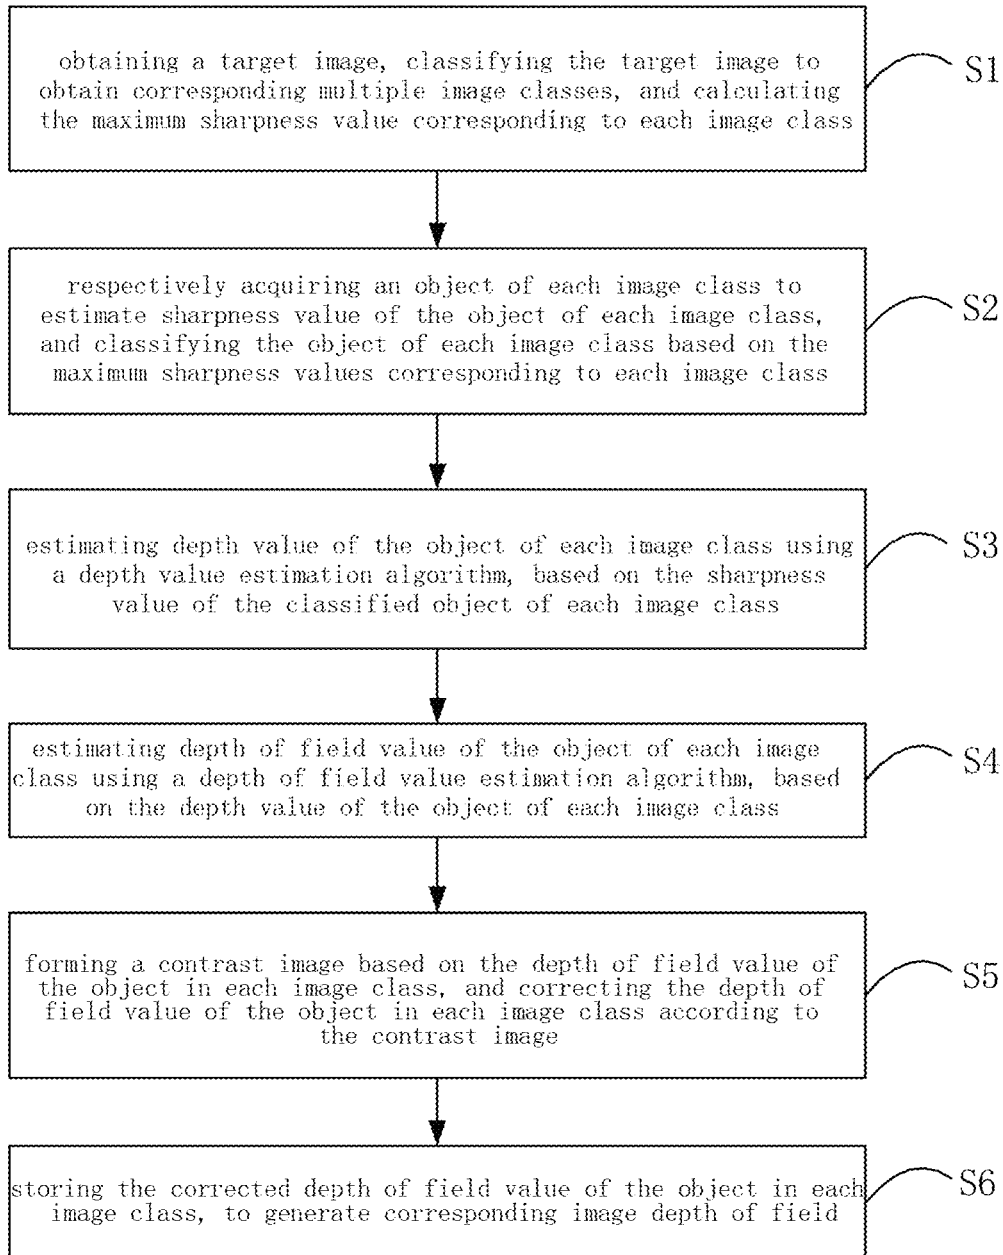 obtaining a target image, classifying the target image to
obtain corresponding multiple image classes, and calculating
the maximum sharpness value corresponding to each image class
S1
respectively acquiring an object of each image class to
estimate sharpness value of the object of each image class,
and classifying the object of each image class based on the
maximum sharpness values corresponding to each image class
S2
estimating depth value of the object of each image class using
a depth value estimation algorithm, based on the sharpness
value of the classified object of each image class
S3
estimating depth of field value of the object of each image
class using a depth of field value estimation algorithm, based
on the depth value of the object of each image class
S4
forming a contrast image based on the depth of field value of
the object in each image class, and correcting the depth of
field value of the object in each image class according to
the contrast image
S5
storing the corrected depth of field value of the object in each
image class, to generate corresponding image depth of field
S6